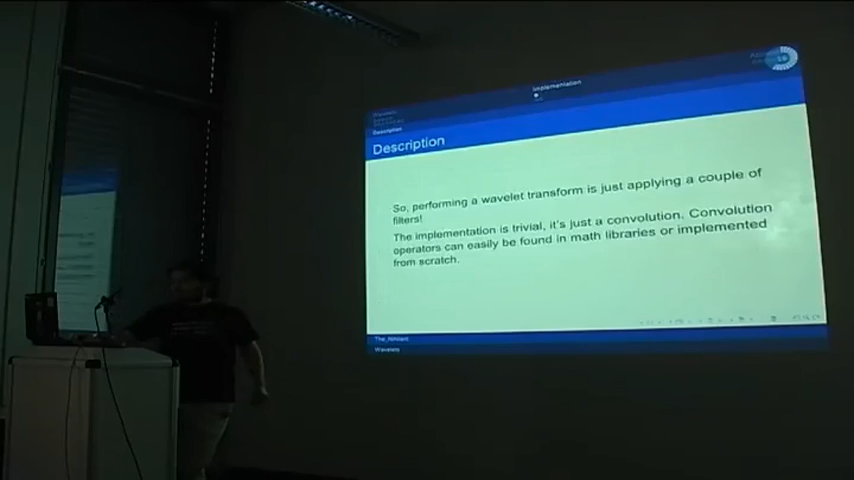 Implementation
Description
Description
So, performing a wavelet transform is just applying a couple of
filters!
The implementation is trivial, it's just a convolution. Convolution
operators can easily be found in math libraries or implemented
from scratch.
Wavelets